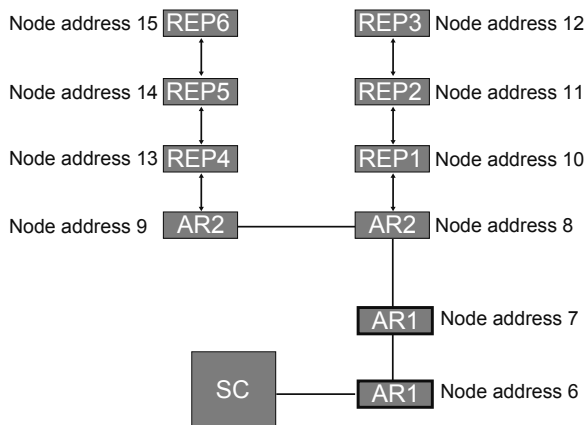 Node address 15 REP6 REP3 Node address 12
Node address 14 REP5 REP2 Node address 11
Node address 13 REP4 REP1 Node address 10
Node address 9 AR2 AR2 Node address 8
AR1 Node address 7
SC AR1 Node address 6